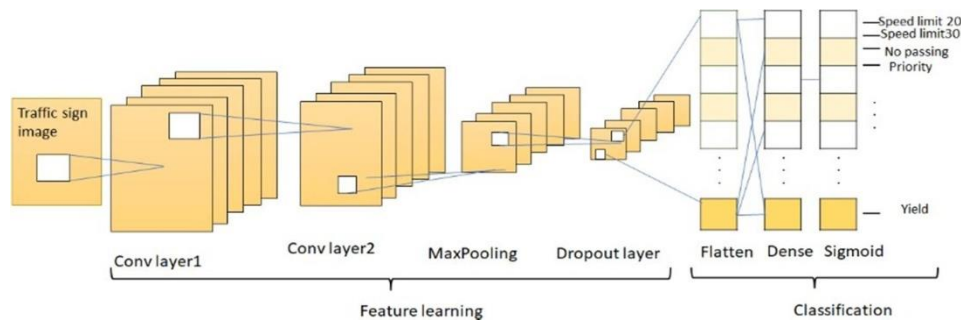 Traffic sign
image
Conv layer1
Conv layer2
MaxPooling
Dropout layer
Flatten
Dense
Sigmoid
Speed limit 20
Speed limit30
No passing
Priority
Yield
Feature learning
Classification